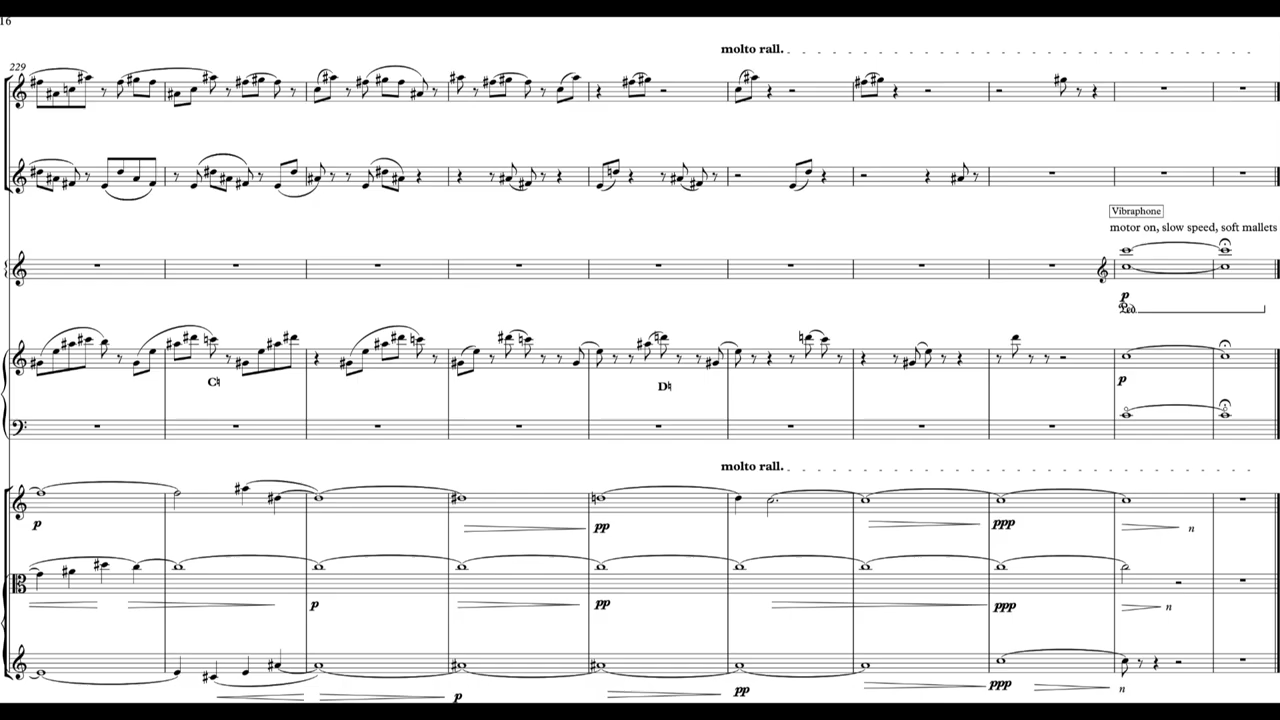 16
molto rall.
229
Vibraphone
motor on, slow speed, soft mallets
p
Ped.
C♮
D♮
p
molto rall.
p
pp
ppp
n
p
pp
ppp
n
p
pp
ppp
n